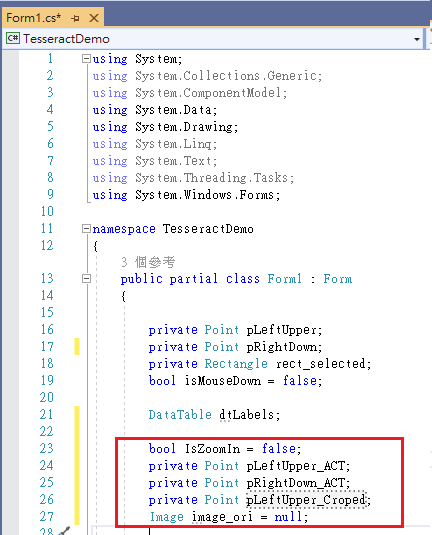 Form1.cs*
C# TesseractDemo
1 using System;
2 using System.Collections.Generic;
3 using System.ComponentModel;
4 using System.Data;
5 using System.Drawing;
6 using System.Linq;
7 using System.Text;
8 using System.Threading.Tasks;
9 using System.Windows.Forms;
10
11 namespace TesseractDemo
12 {
3 個參考
13 public partial class Form1 : Form
14 {
15
16 private Point pLeftUpper;
17 private Point pRightDown;
18 private Rectangle rect_selected;
19 bool isMouseDown = false;
20
21 DataTable dtLabels;
22
23 bool IsZoomIn = false;
24 private Point pLeftUpper_ACT;
25 private Point pRightDown_ACT;
26 private Point pLeftUpper_Croped;
27 Image image_ori = null;
28